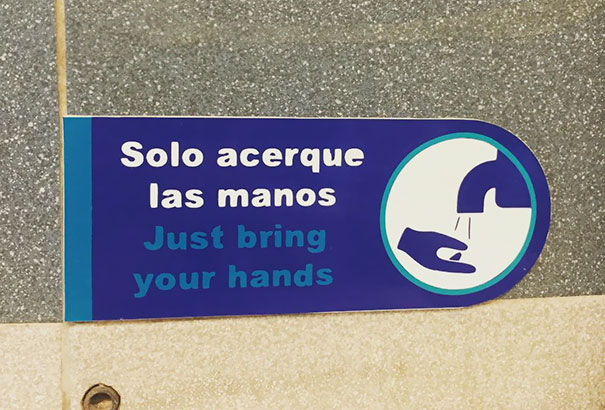 Solo acerque
las manos
Just bring
your hands